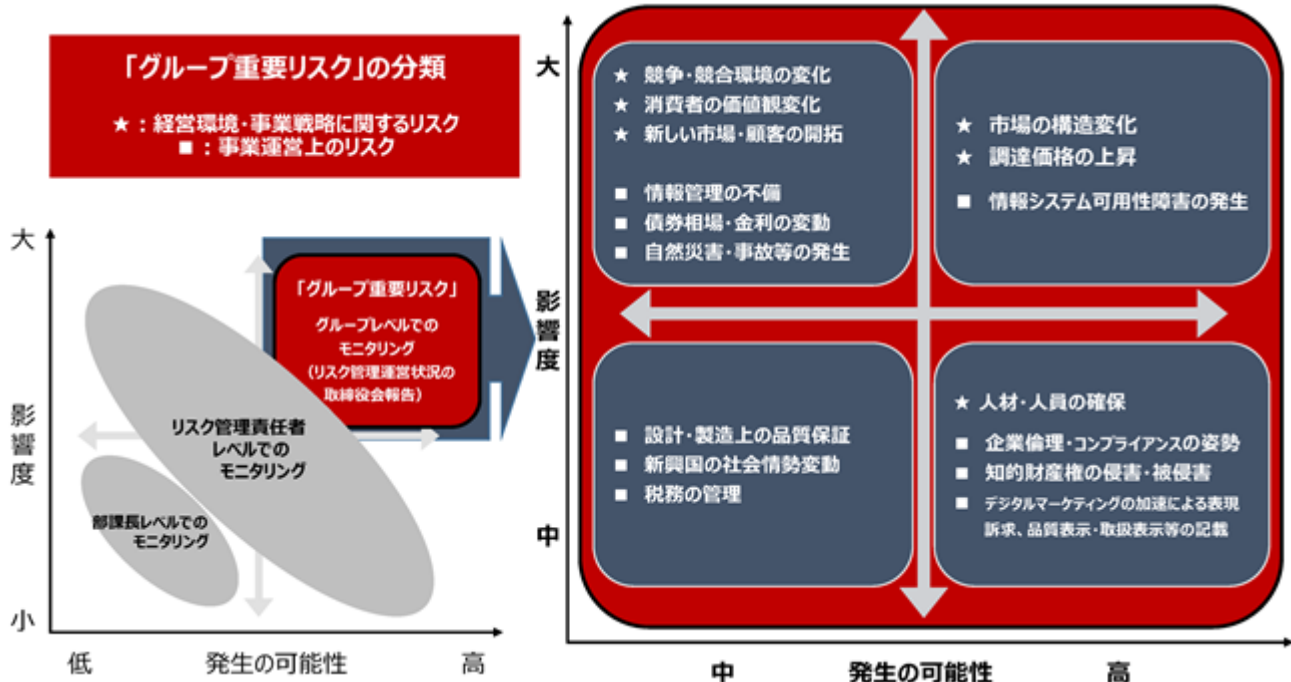 「グループ重要リスク」の分類
★：経営環境・事業戦略に関するリスク
■：事業運営上のリスク
大
影響度
小
「グループ重要リスク」
グループレベルでの
モニタリング
（リスク管理運営状況の
取締役会報告）
リスク管理責任者
レベルでの
モニタリング
部課長レベルでの
モニタリング
低
発生の可能性
高
大
影響度
中
★ 競争・競合環境の変化
★ 消費者の価値観変化
★ 新しい市場・顧客の開拓
■ 情報管理の不備
■ 債券相場・金利の変動
■ 自然災害・事故等の発生
★ 市場の構造変化
★ 調達価格の上昇
■ 情報システム可用性障害の発生
■ 設計・製造上の品質保証
■ 新興国の社会情勢変動
■ 税務の管理
★ 人材・人員の確保
■ 企業倫理・コンプライアンスの姿勢
■ 知的財産権の侵害・被侵害
■ デジタルマーケティングの加速による表現
訴求、品質表示・取扱表示等の記載
中
発生の可能性
高